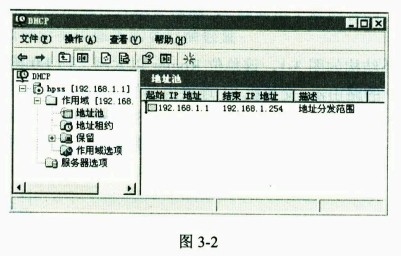 DHCP
文件(F) 操作(A) 查看(V) 帮助(H)
DHCP
hpss [192.168.1.1]
作用域 [192.168.
地址池
地址租约
保留
作用域选项
服务器选项
地址池
起始 IP 地址 结束 IP 地址 描述
192.168.1.1 192.168.1.254 地址分发范围
图 3-2